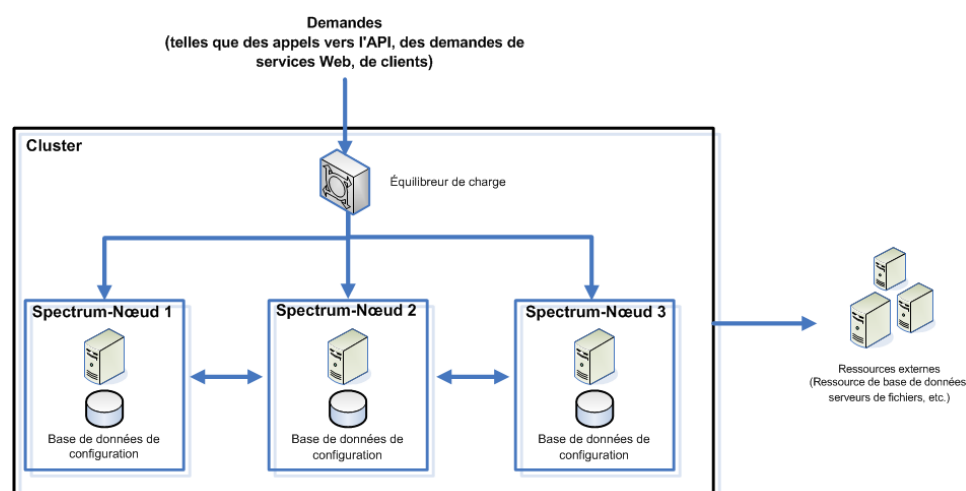 Demandes
(telles que des appels vers l'API, des demandes de
services Web, de clients)
Cluster
Équilibreur de charge
Spectrum-Nœud 1
Spectrum-Nœud 2
Spectrum-Nœud 3
Base de données de
configuration
Base de données de
configuration
Base de données de
configuration
Ressources externes
(Ressource de base de données
serveurs de fichiers, etc.)